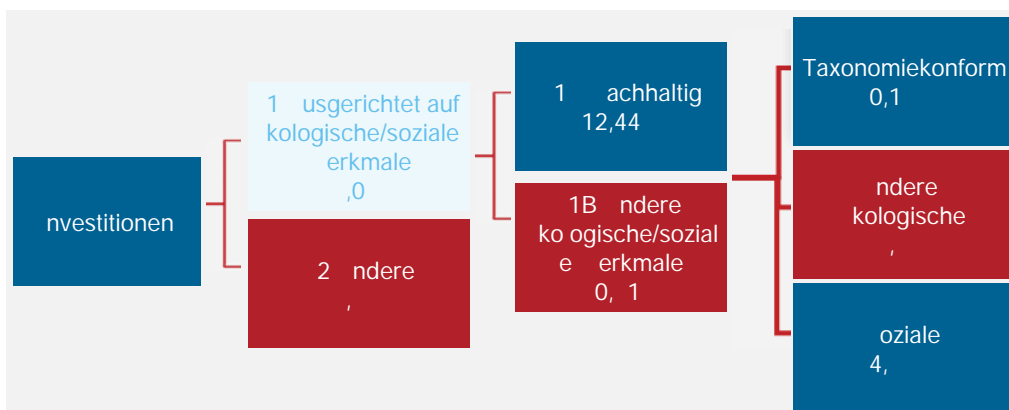 nvestitionen
1 usgerichtet auf
kologische/soziale
erkmale
,0
2 ndere
,
1 achhaltig
12,44
1B ndere
ko ogische/sozial
e erkmale
0, 1
Taxonomiekonform
0,1
ndere
kologische
,
oziale
4,